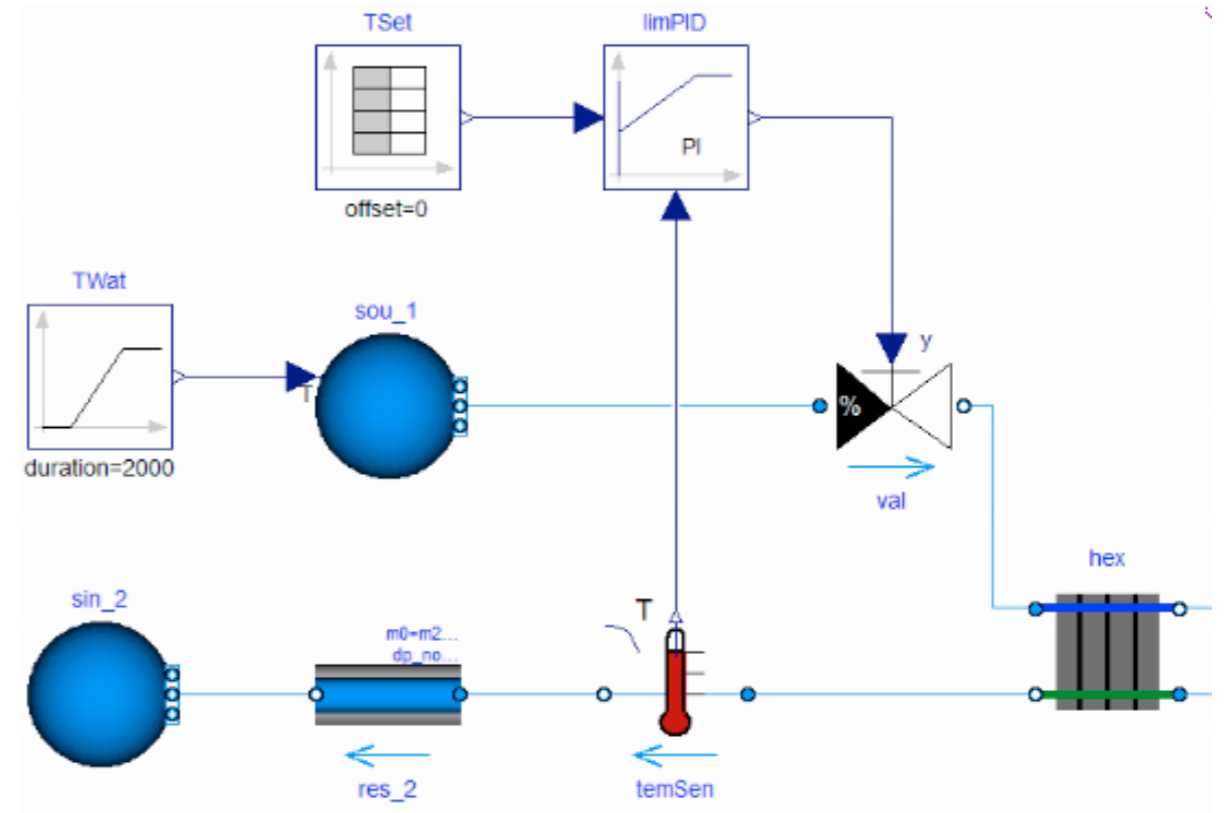 TSet
limPID
PI
offset=0
TWat
sou_1
T
y
%
duration=2000
val
hex
sin_2
m0=m2...
dp_no...
T
res_2
temSen